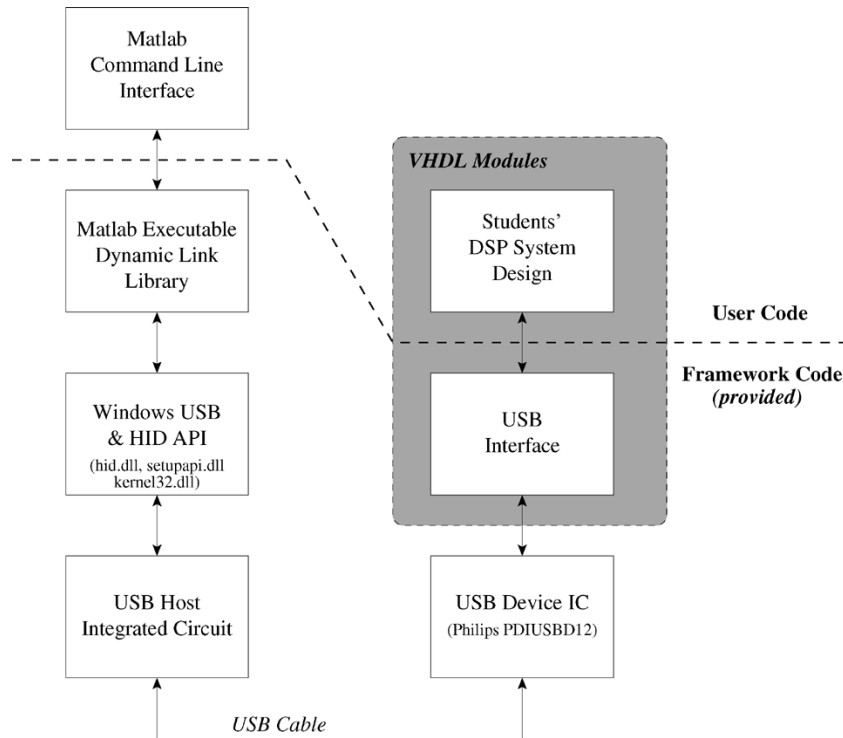 Matlab
Command Line
Interface
Matlab Executable
Dynamic Link
Library
Windows USB
& HID API
(hid.dll, setupapi.dll
kernel32.dll)
USB Host
Integrated Circuit
USB Cable
VHDL Modules
Students’
DSP System
Design
User Code
Framework Code
(provided)
USB
Interface
USB Device IC
(Philips PDIUSBD12)